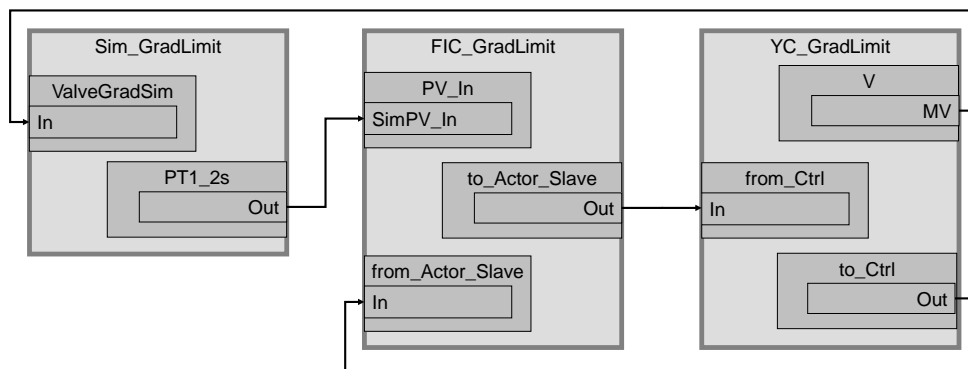 Sim_GradLimit
ValveGradSim
In
PT1_2s
Out
FIC_GradLimit
PV_In
SimPV_In
to_Actor_Slave
Out
from_Actor_Slave
In
YC_GradLimit
V
MV
from_Ctrl
In
to_Ctrl
Out